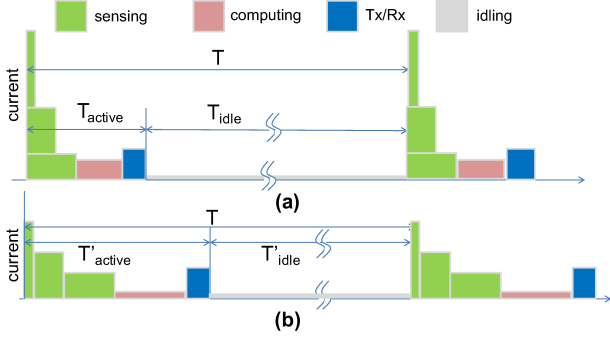 sensing computing Tx/Rx idling
current
T
Tactive Tidle
(a)
current
T
T'active T'idle
(b)